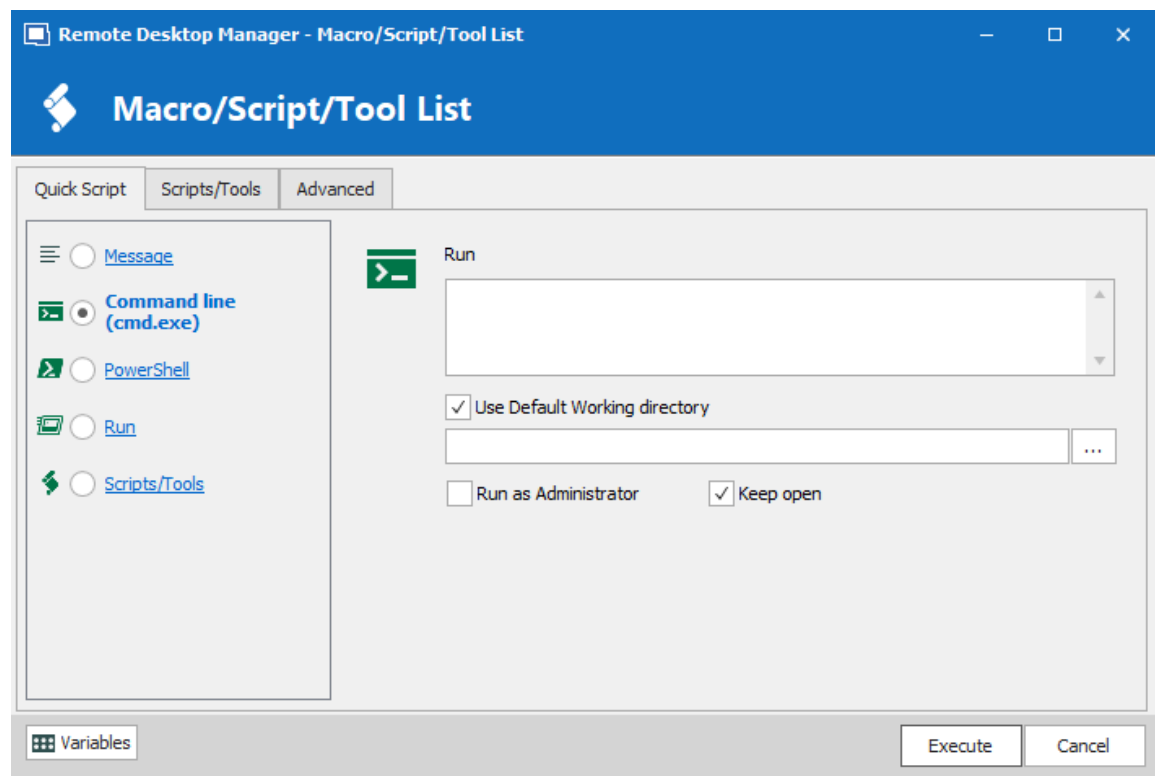 Remote Desktop Manager - Macro/Script/Tool List
Macro/Script/Tool List
Quick Script
Scripts/Tools
Advanced
Message
Command line
(cmd.exe)
PowerShell
Run
Scripts/Tools
Run
Use Default Working directory
...
Run as Administrator
Keep open
Variables
Execute
Cancel